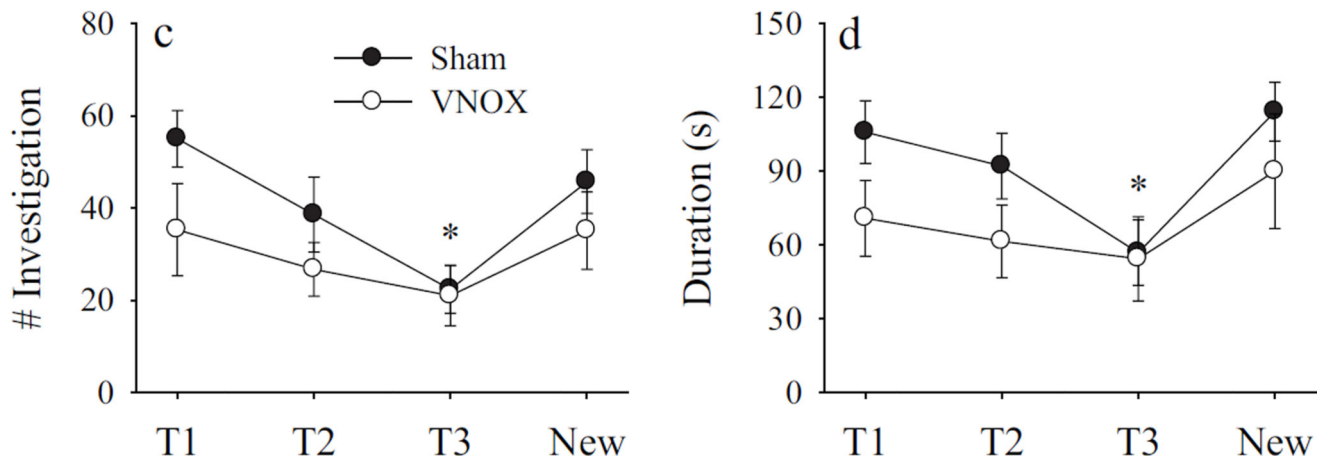 c
Sham
VNOX
# Investigation
80
60
40
20
0
*
T1 T2 T3 New
d
Duration (s)
150
120
90
60
30
0
*
T1 T2 T3 New